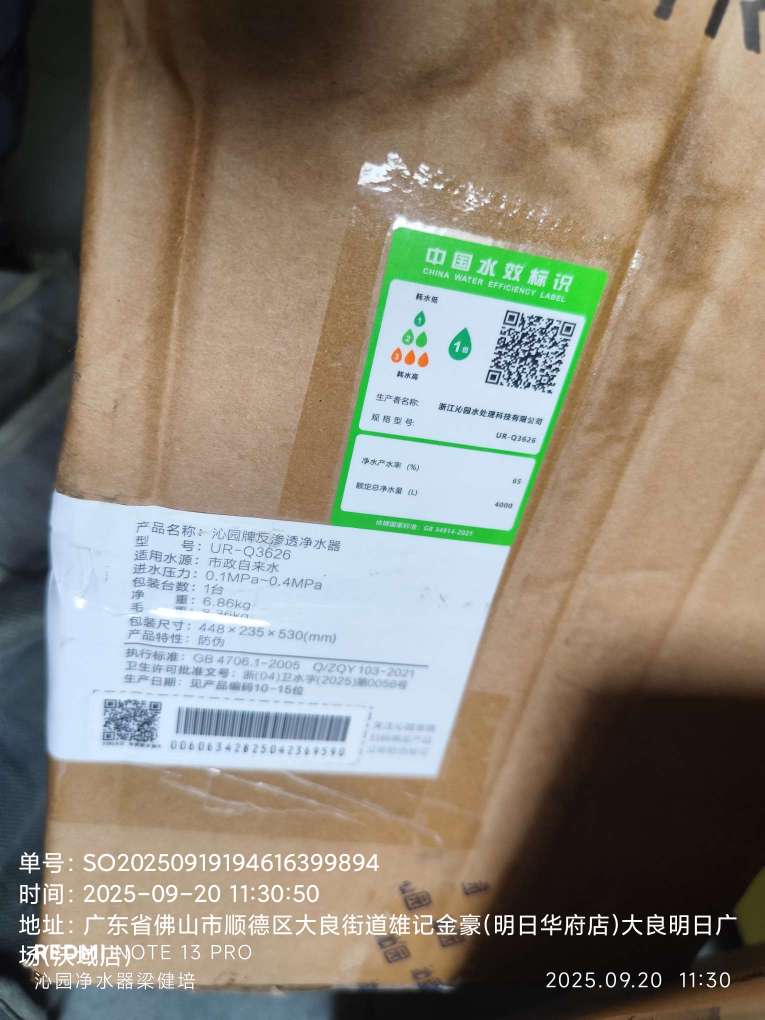 中国水效标识
CHINA WATER EFFICIENCY LABEL
耗水低
1
2
3
耗水高
1级
生产者名称:
浙江沁园水处理科技有限公司
规格型号:
UR-Q3626
净水产水率 (%)
65
额定总净水量 (L)
4000
依据国家标准: GB 34914-2021
产品名称: 沁园牌反渗透净水器
型 号: UR-Q3626
适用水源: 市政自来水
进水压力: 0.1MPa~0.4MPa
包装台数: 1台
净 重: 6.86kg
毛 重: 8.36kg
包装尺寸: 448×235×530(mm)
产品特性: 防伪
执行标准: GB 4706.1-2005 Q/ZQY 103-2021
卫生许可批准文号: 浙(04)卫水字(2025)第0056号
生产日期: 见产品编码10-15位
00606342825042369590
单号: SO20250919194616399894
时间: 2025-09-20 11:30:50
地址: 广东省佛山市顺德区大良街道雄记金豪(明日华府店)大良明日广
场(沃域店)
REDMI NOTE 13 PRO
沁园净水器梁健培
2025.09.20 11:30